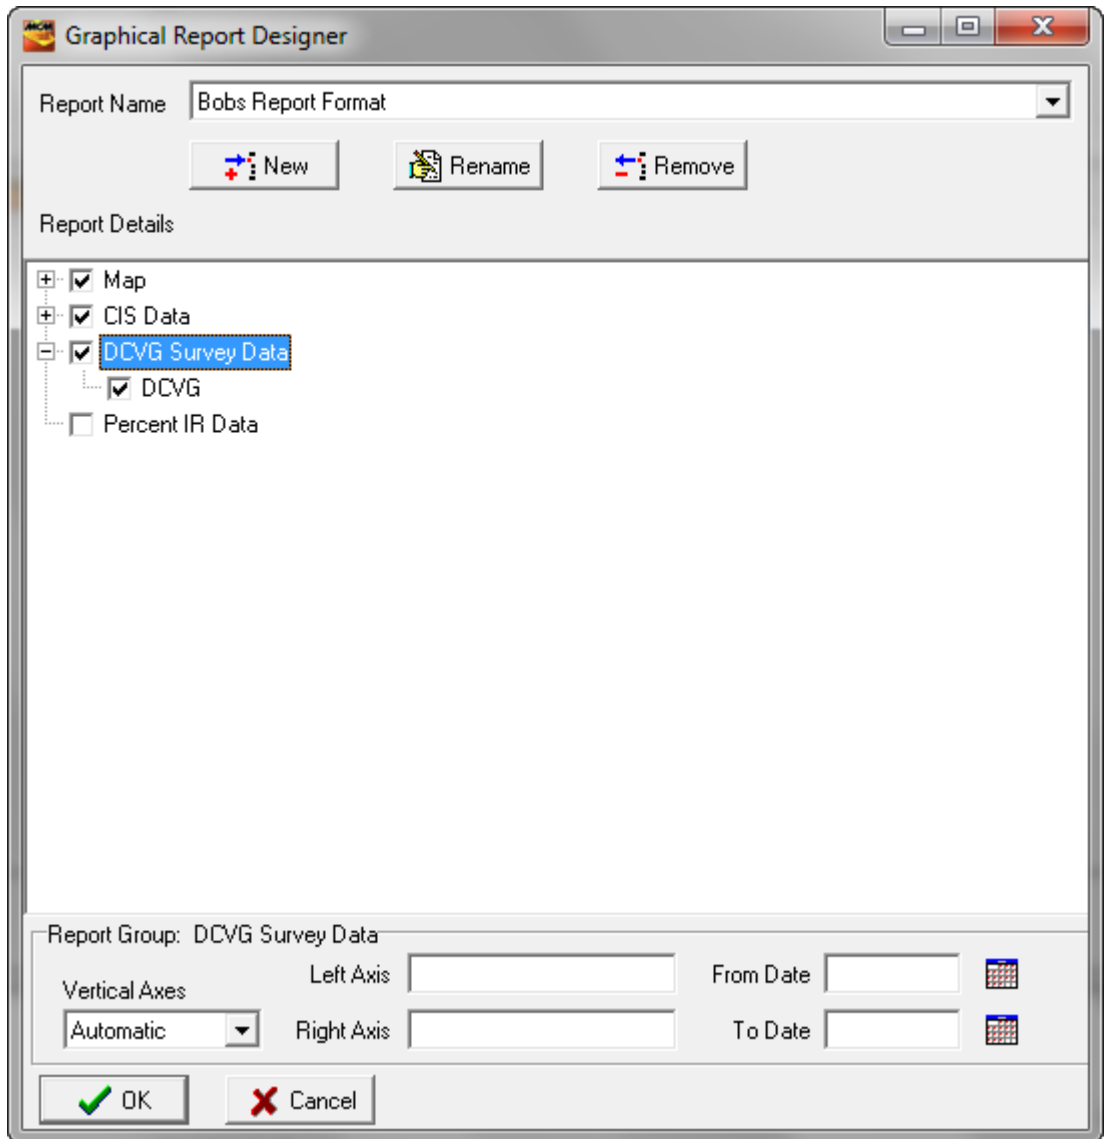 MCM
Graphical Report Designer
Report Name Bobs Report Format
New Rename Remove
Report Details
Map
CIS Data
DCVG Survey Data
DCVG
Percent IR Data
Report Group: DCVG Survey Data
Left Axis From Date
Vertical Axes
Automatic Right Axis To Date
OK Cancel